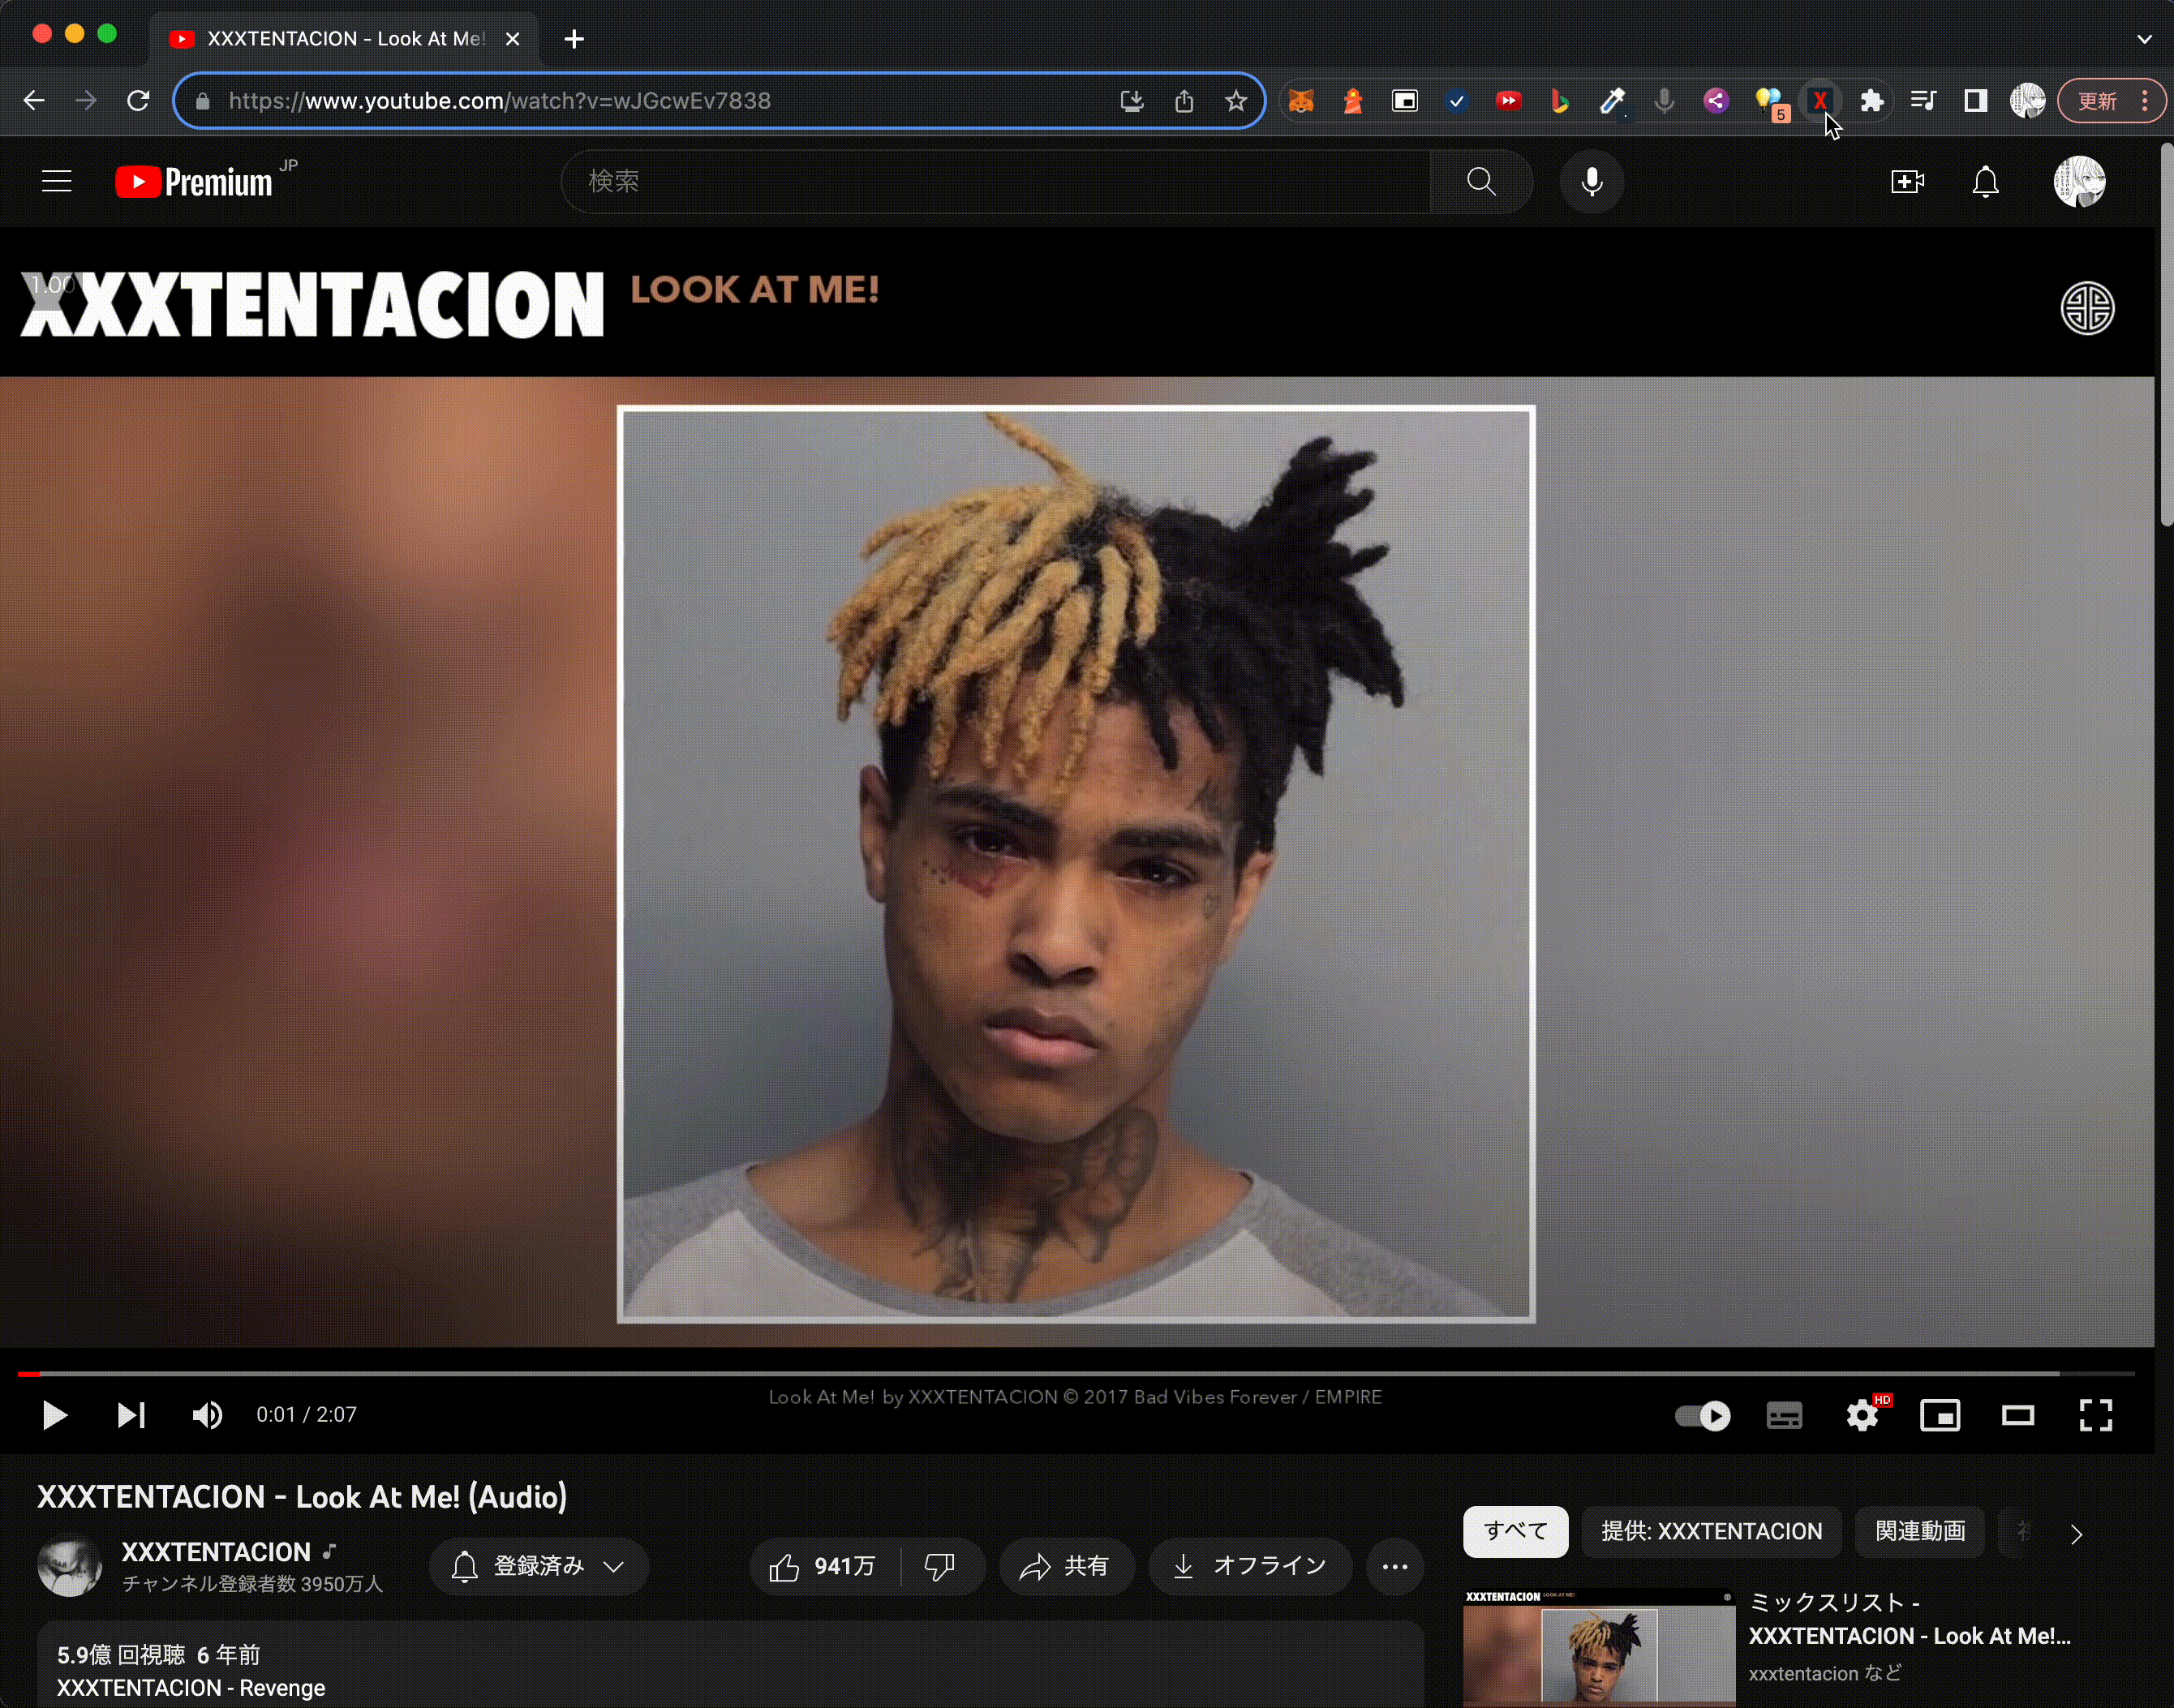 XXXTENTACION - Look At Me!
https://www.youtube.com/watch?v=wJGcwEv7838
5
X
更新
Premium JP
検索
1.00
XXXTENTACION LOOK AT ME!
Look At Me! by XXXTENTACION © 2017 Bad Vibes Forever / EMPIRE
0:01 / 2:07
HD
XXXTENTACION - Look At Me! (Audio)
XXXTENTACION
チャンネル登録者数 3950万人
登録済み
941万
共有
オフライン
5.9億 回視聴 6 年前
XXXTENTACION - Revenge
すべて
提供: XXXTENTACION
関連動画
XXXTENTACION LOOK AT ME!
ミックスリスト -
XXXTENTACION - Look At Me!...
xxxtentacion など